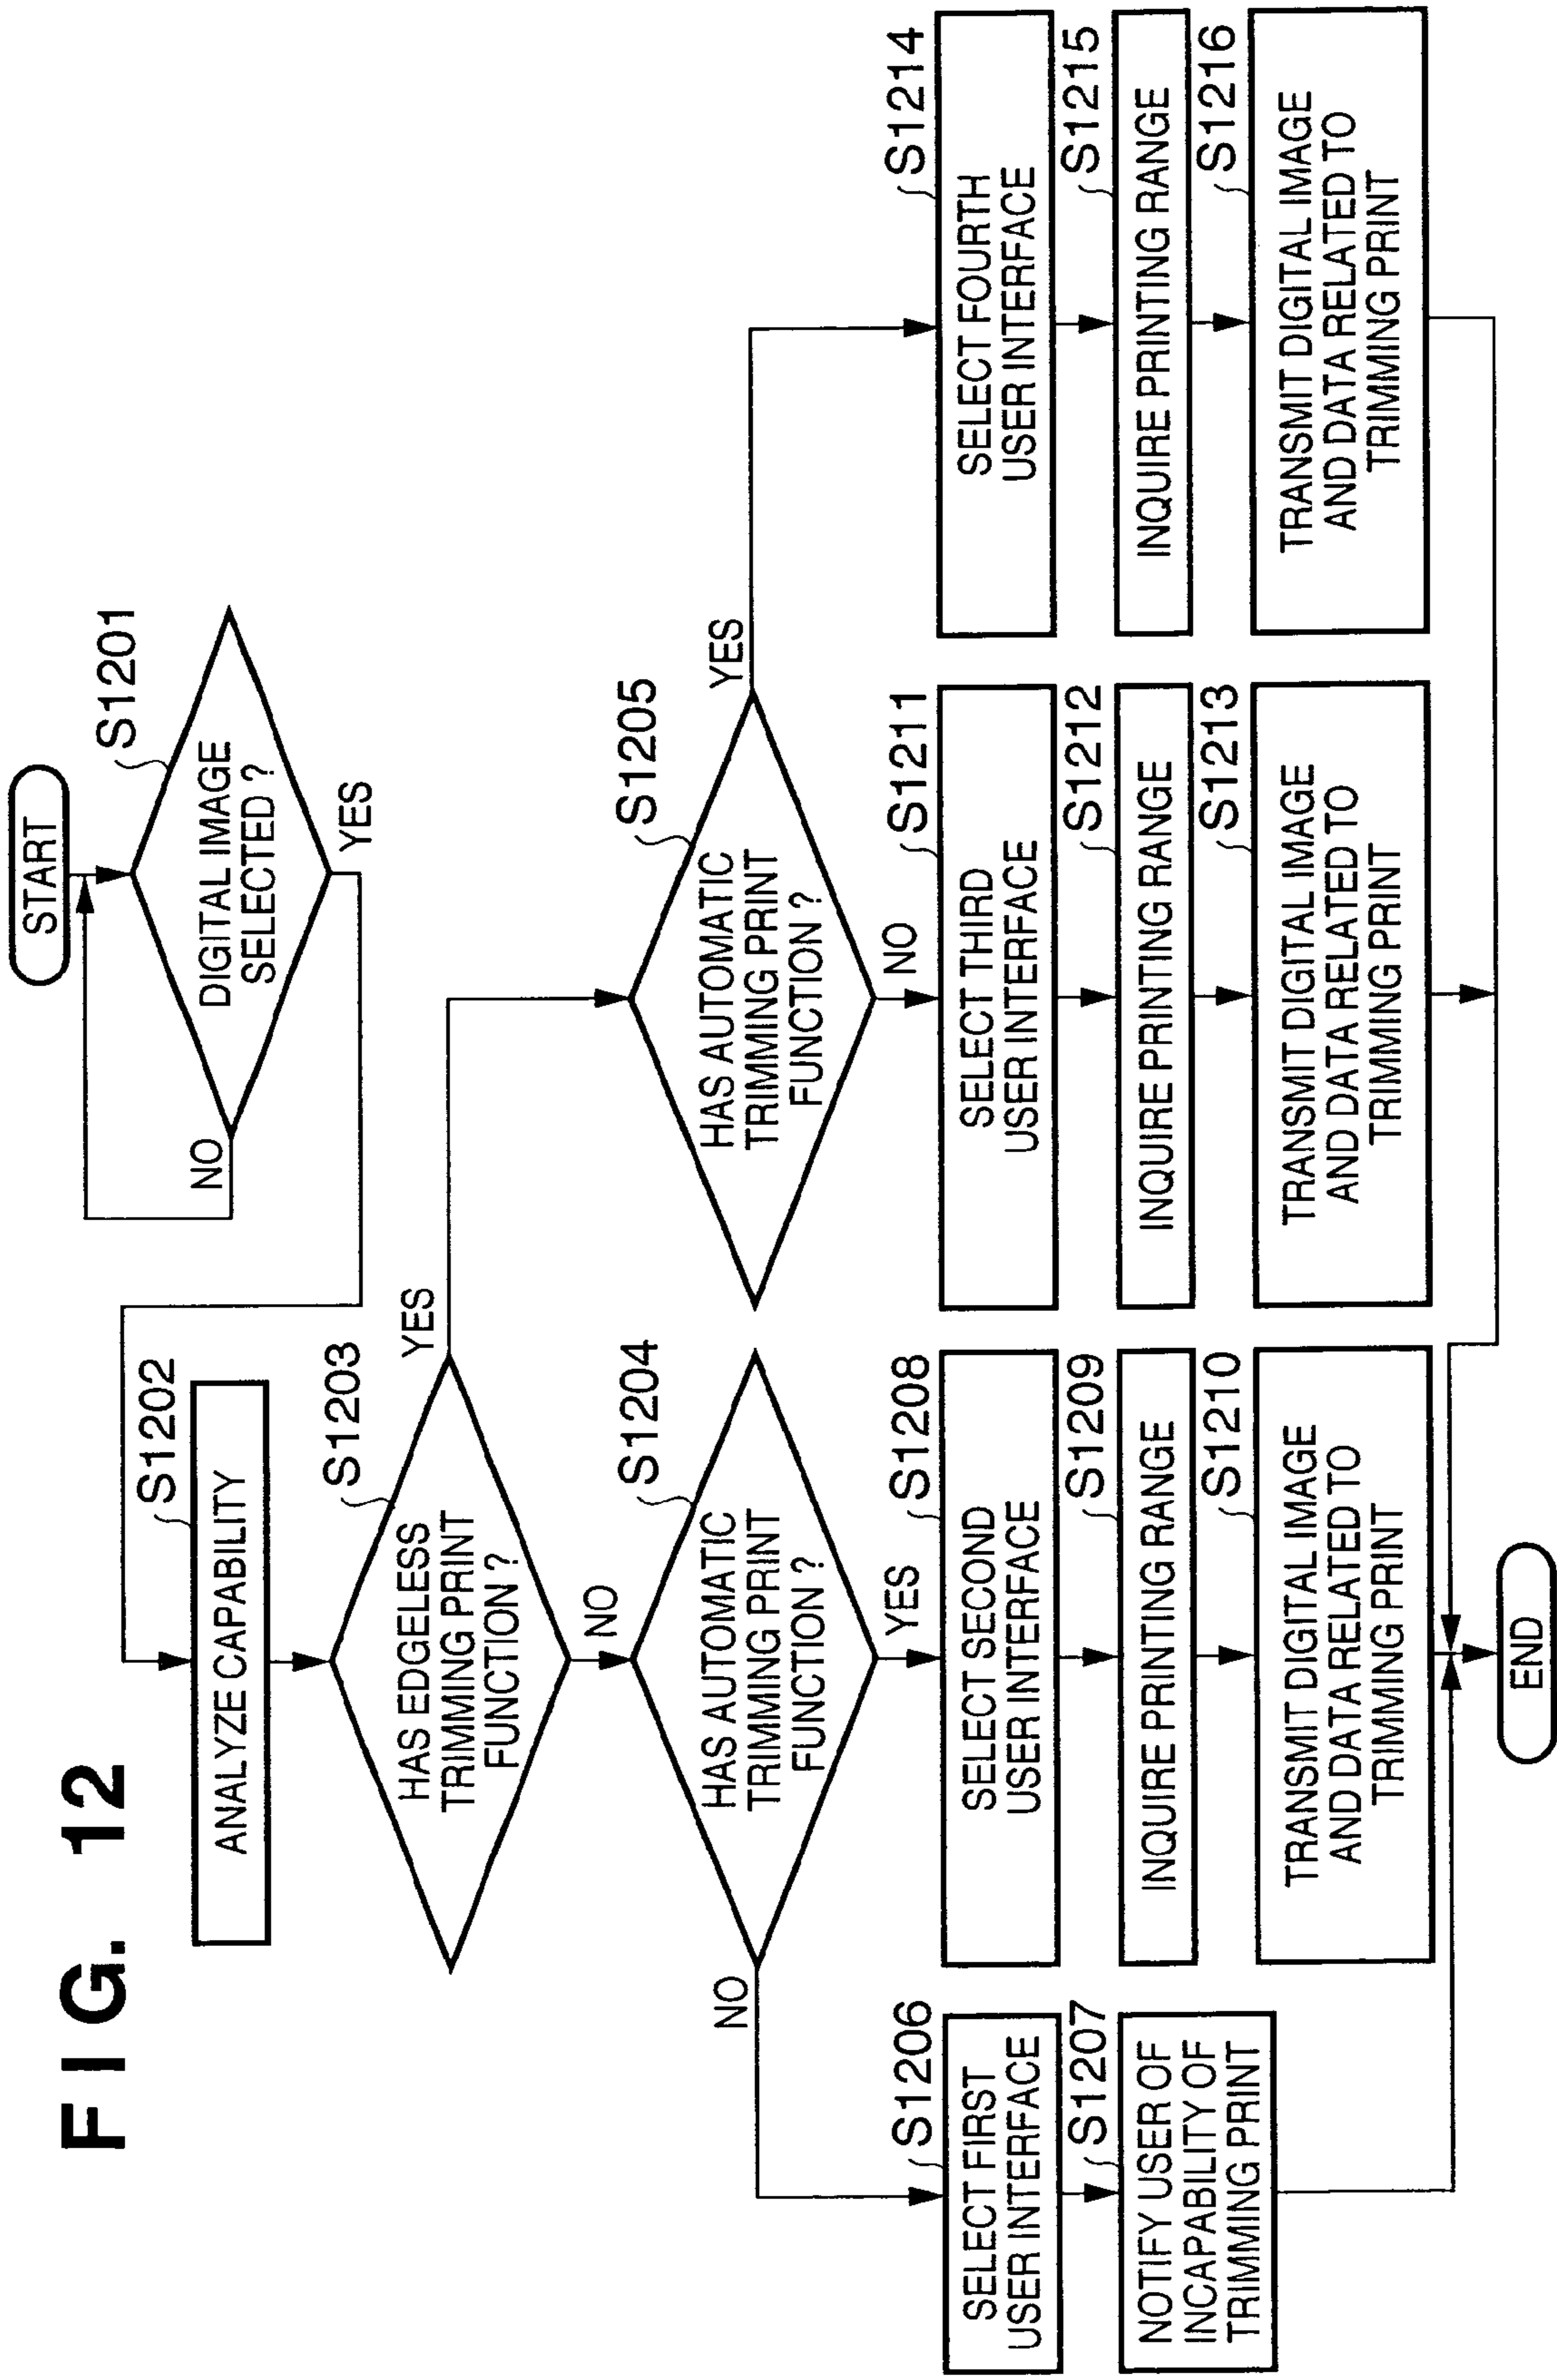 FIG. 12
START
S1201
DIGITAL IMAGE
SELECTED ?
NO
YES
S1202
ANALYZE CAPABILITY
S1203
HAS EDGELESS
TRIMMING PRINT
FUNCTION ?
YES
NO
S1204
HAS AUTOMATIC
TRIMMING PRINT
FUNCTION ?
NO
YES
S1205
HAS AUTOMATIC
TRIMMING PRINT
FUNCTION ?
YES
NO
S1206
SELECT FIRST
USER INTERFACE
S1207
NOTIFY USER OF
INCAPABILITY OF
TRIMMING PRINT
S1208
SELECT SECOND
USER INTERFACE
S1209
INQUIRE PRINTING RANGE
S1210
TRANSMIT DIGITAL IMAGE
AND DATA RELATED TO
TRIMMING PRINT
S1211
SELECT THIRD
USER INTERFACE
S1212
INQUIRE PRINTING RANGE
S1213
TRANSMIT DIGITAL IMAGE
AND DATA RELATED TO
TRIMMING PRINT
S1214
SELECT FOURTH
USER INTERFACE
S1215
INQUIRE PRINTING RANGE
S1216
TRANSMIT DIGITAL IMAGE
AND DATA RELATED TO
TRIMMING PRINT
END